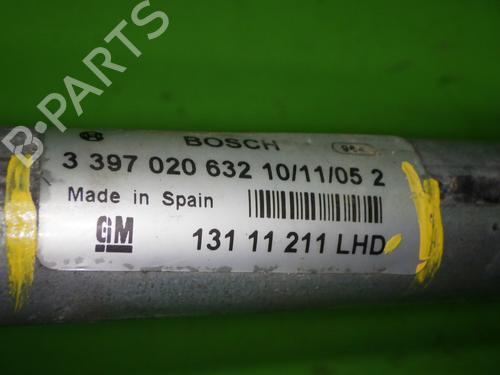 BOSCH
3 397 020 632 10/11/05 2
Made in Spain
GM
131 11 211 LHD
B-PARTS